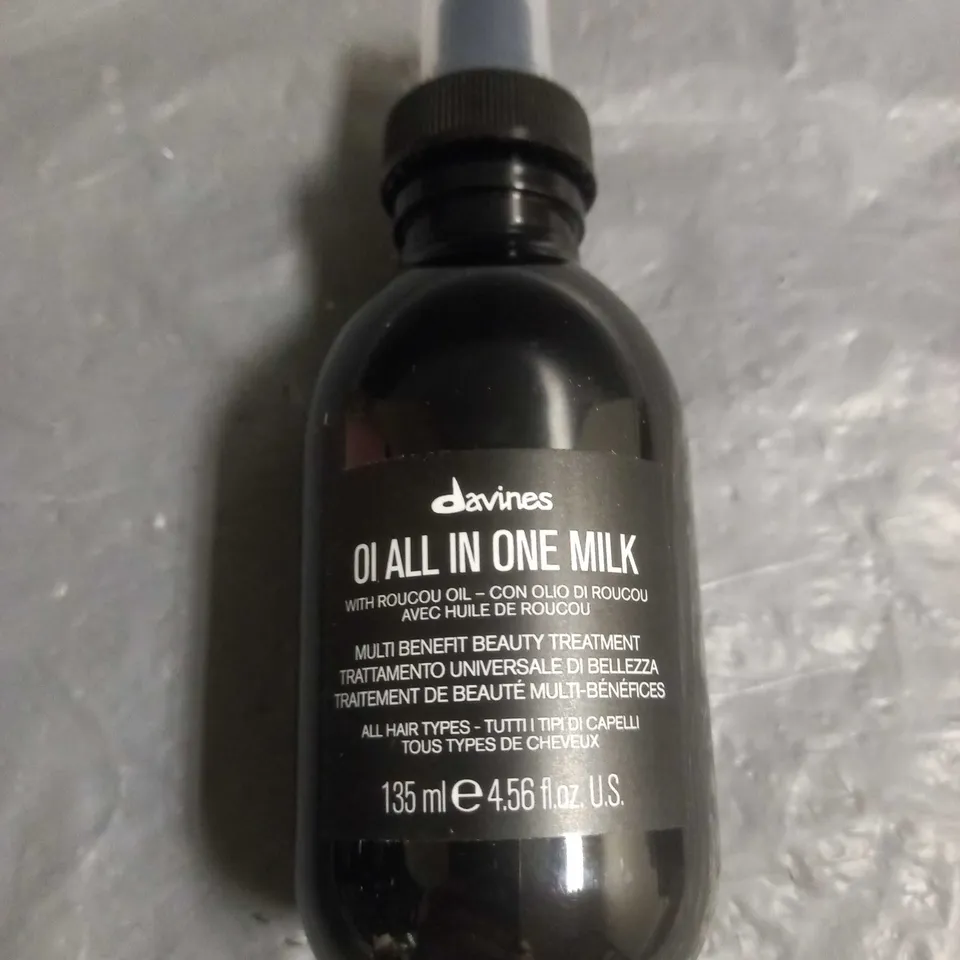 davines
OI ALL IN ONE MILK
WITH ROUCOU OIL – CON OLIO DI ROUCOU
AVEC HUILE DE ROUCOU
MULTI BENEFIT BEAUTY TREATMENT
TRATTAMENTO UNIVERSALE DI BELLEZZA
TRAITEMENT DE BEAUTÉ MULTI-BÉNÉFICES
ALL HAIR TYPES - TUTTI I TIPI DI CAPELLI
TOUS TYPES DE CHEVEUX
135 ml ℮ 4.56 fl.oz. U.S.